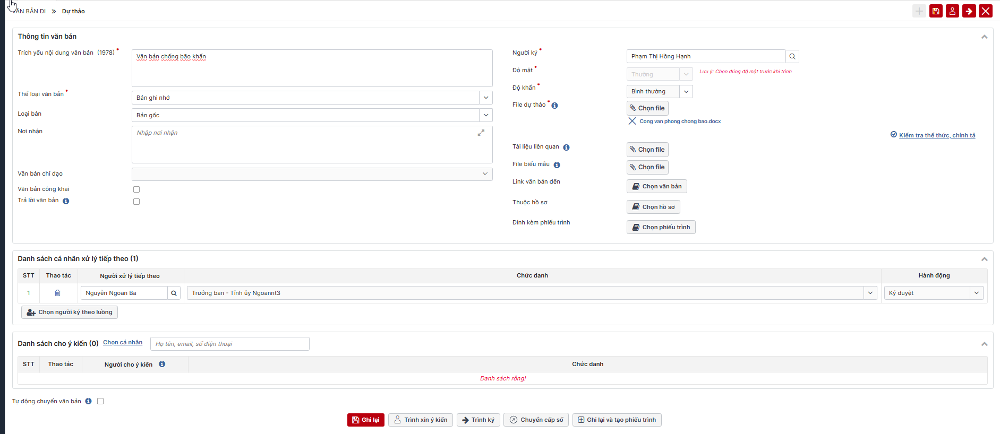 VĂN BẢN ĐI » Dự thảo
Thông tin văn bản
Trích yếu nội dung văn bản (1978) *
Văn bản chống bão khẩn
Thể loại văn bản *
Bản ghi nhớ
Loại bản
Bản gốc
Nơi nhận
Nhập nơi nhận
Văn bản chỉ đạo
Văn bản công khai
Trả lời văn bản
Người ký *
Phạm Thị Hồng Hạnh
Độ mật *
Thường
Lưu ý: Chọn đúng độ mật trước khi trình
Độ khẩn *
Bình thường
File dự thảo *
Chọn file
Cong van phong chong bao.docx
Kiểm tra thể thức, chính tả
Tài liệu liên quan
Chọn file
File biểu mẫu
Chọn file
Link văn bản đến
Chọn văn bản
Thuộc hồ sơ
Chọn hồ sơ
Đính kèm phiếu trình
Chọn phiếu trình
Danh sách cá nhân xử lý tiếp theo (1)
STT Thao tác Người xử lý tiếp theo Chức danh Hành động
1 Nguyễn Ngoan Ba Trưởng ban - Tỉnh ủy Ngoannt3 Ký duyệt
Chọn người ký theo luồng
Danh sách cho ý kiến (0) Chọn cá nhân Họ tên, email, số điện thoại
STT Thao tác Người cho ý kiến Chức danh
Danh sách rỗng!
Tự động chuyển văn bản
Ghi lại Trình xin ý kiến Trình ký Chuyển cấp số Ghi lại và tạo phiếu trình